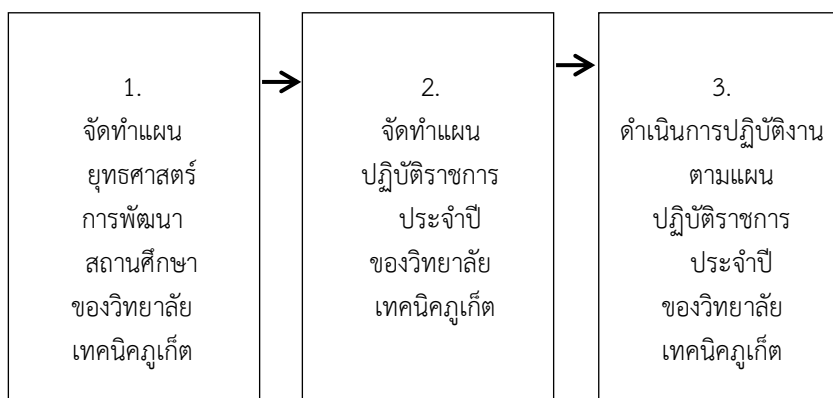 1.
จัดทำแผน
ยุทธศาสตร์
การพัฒนา
สถานศึกษา
ของวิทยาลัย
เทคนิคภูเก็ต
2.
จัดทำแผน
ปฏิบัติราชการ
ประจำปี
ของวิทยาลัย
เทคนิคภูเก็ต
3.
ดำเนินการปฏิบัติงาน
ตามแผน
ปฏิบัติราชการ
ประจำปี
ของวิทยาลัย
เทคนิคภูเก็ต